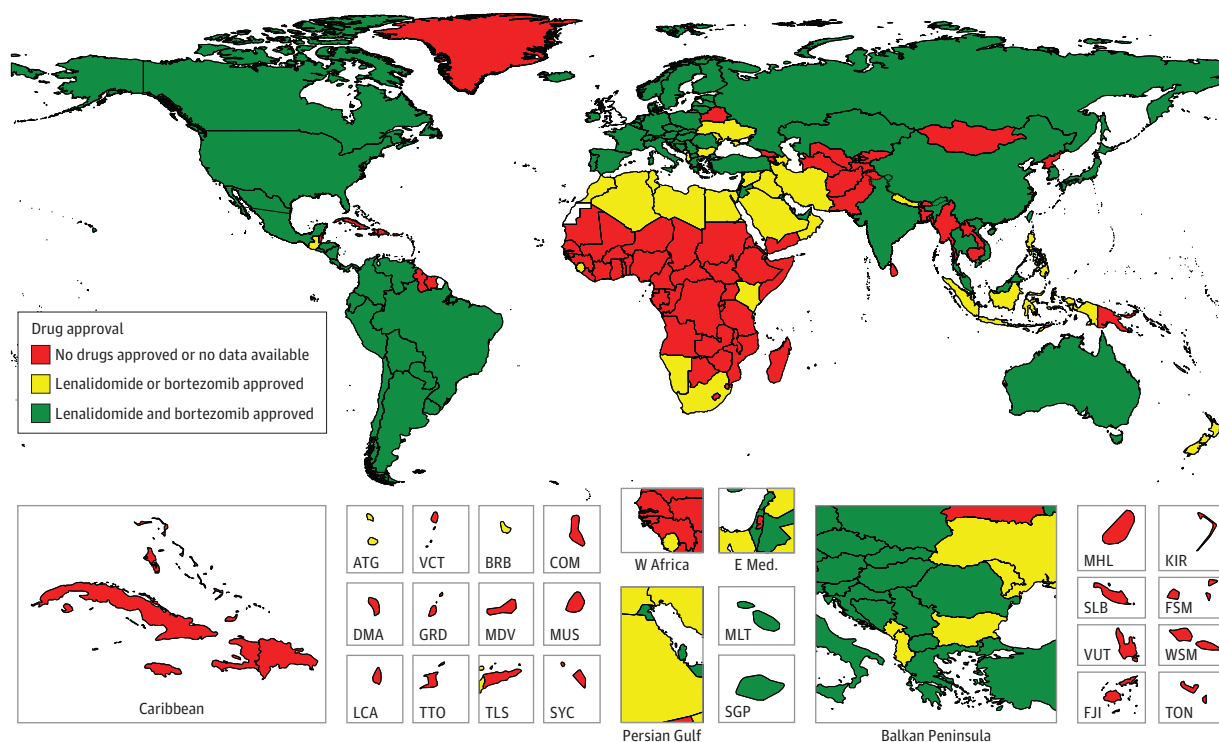 Drug approval
No drugs approved or no data available
Lenalidomide or bortezomib approved
Lenalidomide and bortezomib approved
Caribbean
ATG
VCT
BRB
COM
DMA
GRD
MDV
MUS
LCA
TTO
TLS
SYC
W Africa
E Med.
Persian Gulf
MLT
SGP
Balkan Peninsula
MHL
KIR
SLB
FSM
VUT
WSM
FJI
TON